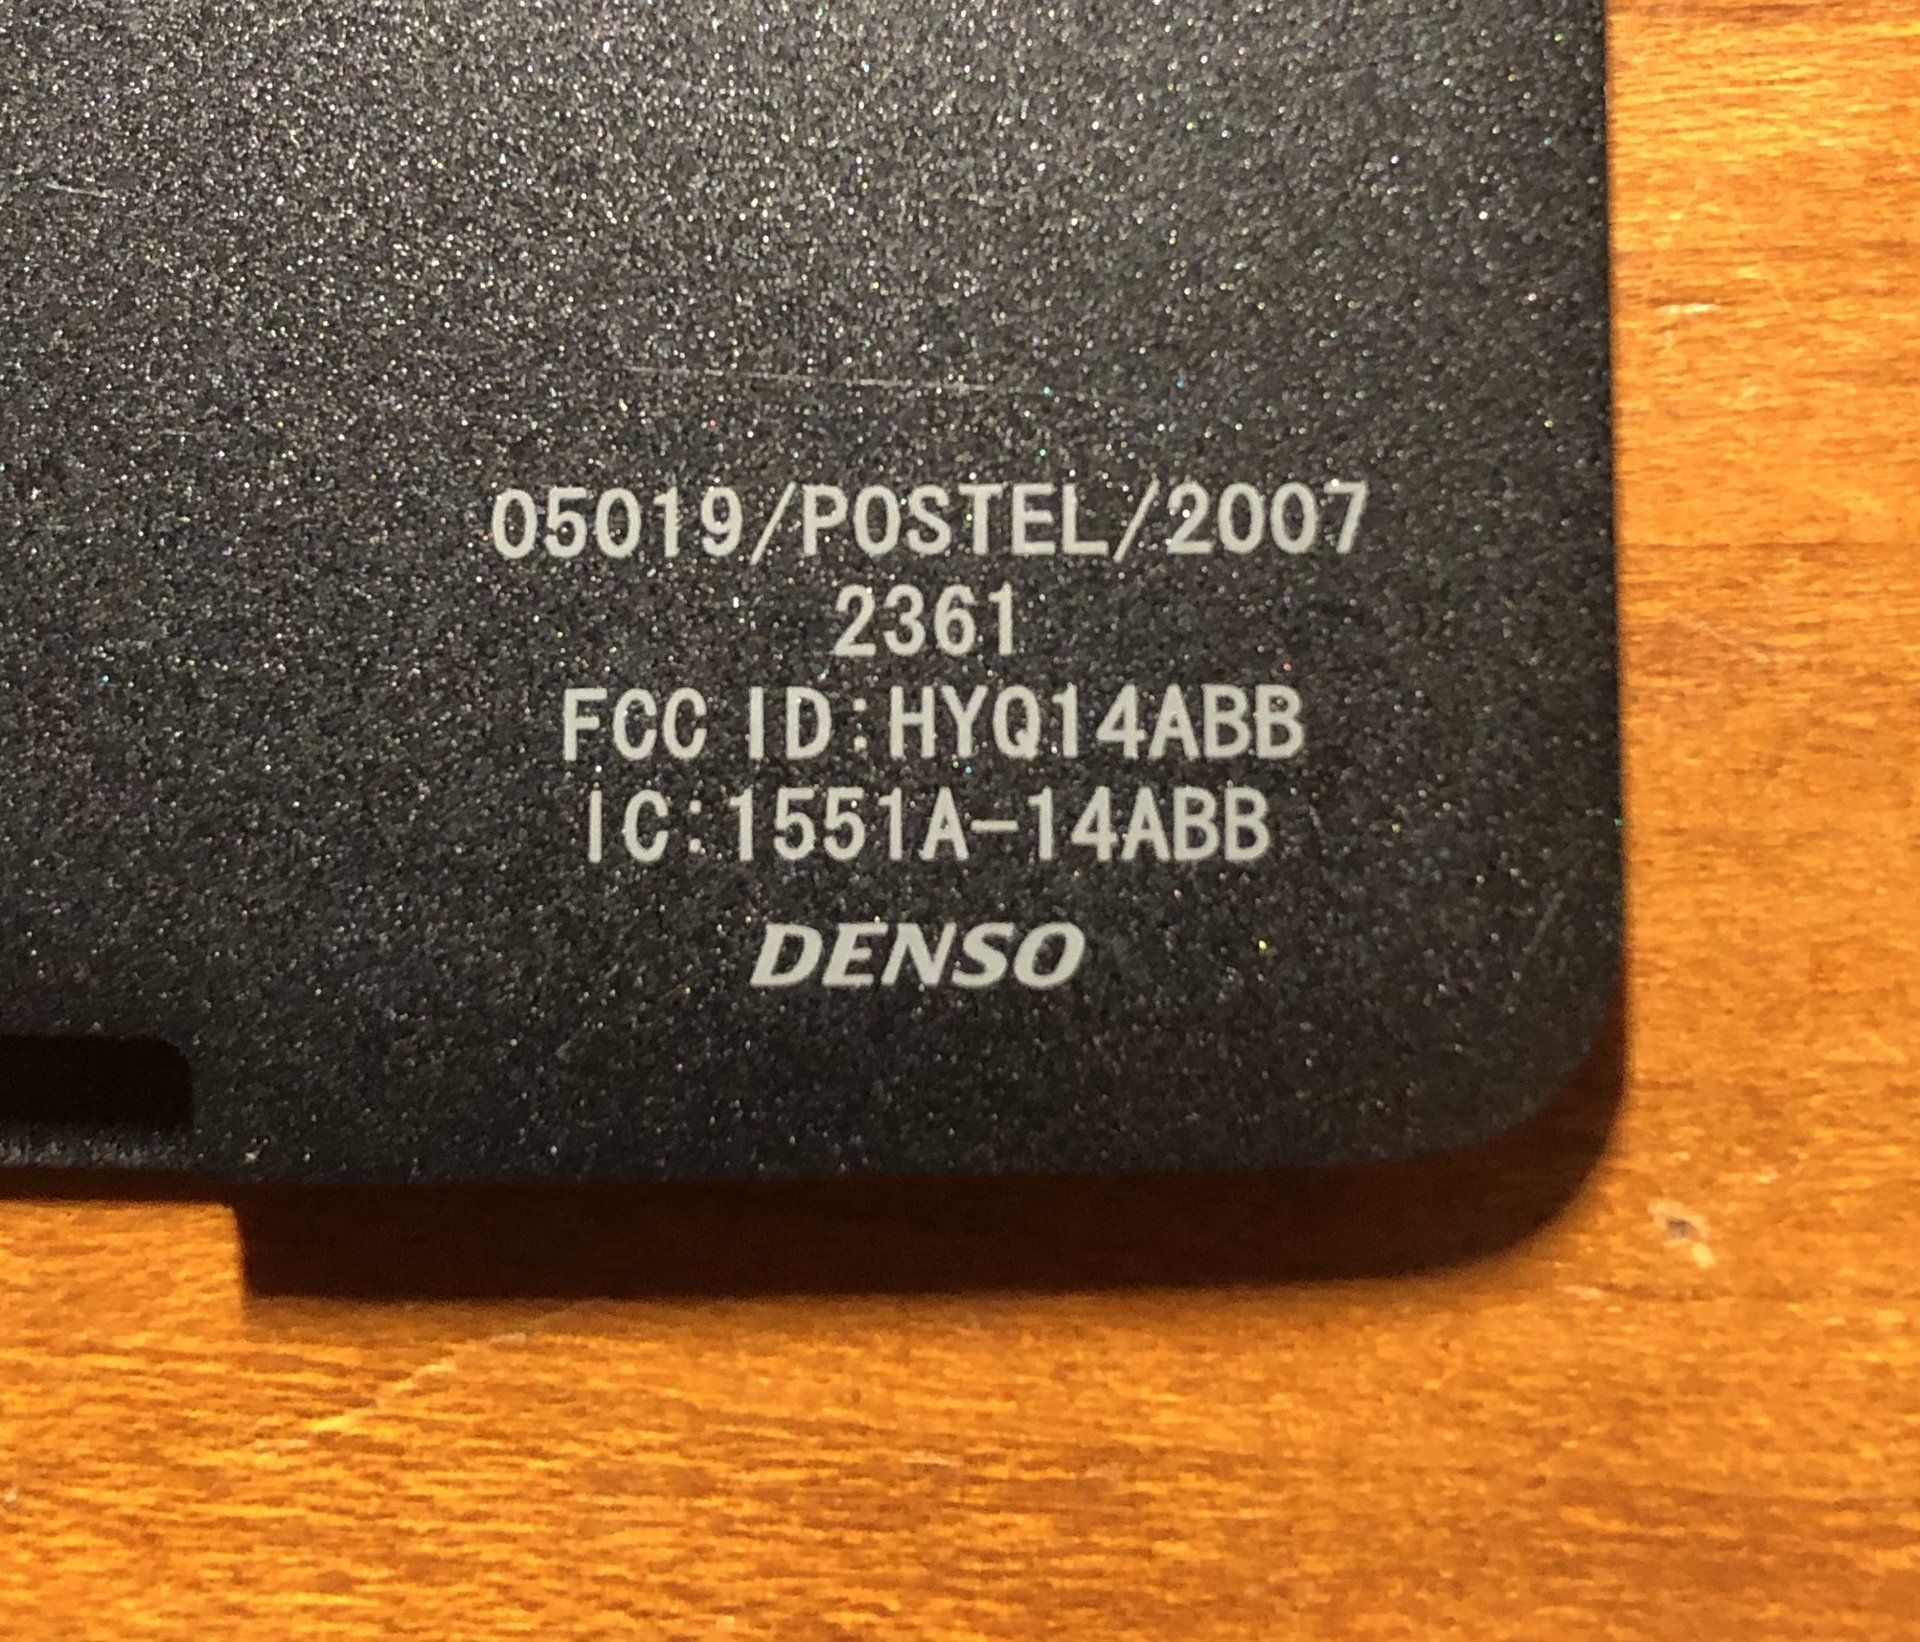 05019/POSTEL/2007
2361
FCC ID:HYQ14ABB
IC:1551A-14ABB
DENSO